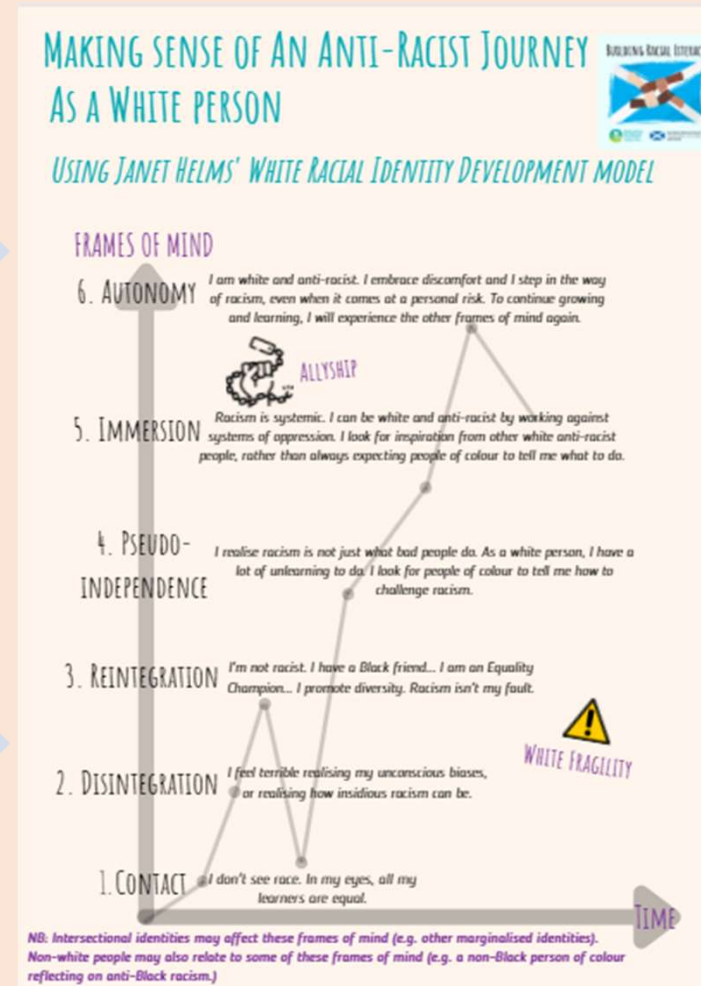 MAKING SENSE OF AN ANTI-RACIST JOURNEY
AS A WHITE PERSON
BUILDING RACIAL
USING JANET HELMS' WHITE RACIAL IDENTITY DEVELOPMENT MODEL
FRAMES OF MIND
6. AUTONOMY
I am white and anti-racist. I embrace discomfort and I step in the way
of racism, even when it comes at a personal risk. To continue growing
and learning, I will experience the other frames of mind again.
ALLYSHIP
5. IMMERSION
Racism is systemic. I can be white and anti-racist by working against
systems of oppression. I look for inspiration from other white anti-racist
people, rather than always expecting people of colour to tell me what to do.
4. PSEUDO-
INDEPENDENCE
I realise racism is not just what bad people do. As a white person, I have a
lot of unlearning to do. I look for people of colour to tell me how to
challenge racism.
3. REINTEGRATION
I'm not racist. I have a Black friend... I am an Equality
Champion... I promote diversity. Racism isn't my fault.
WHITE FRAGILITY
2. DISINTEGRATION
I feel terrible realising my unconscious biases,
or realising how insidious racism can be.
1. CONTACT
I don't see race. In my eyes, all my
learners are equal.
TIME
NB: Intersectional identities may affect these frames of mind (e.g. other marginalised identities).
Non-white people may also relate to some of these frames of mind (e.g. a non-Black person of colour
reflecting on anti-Black racism.)